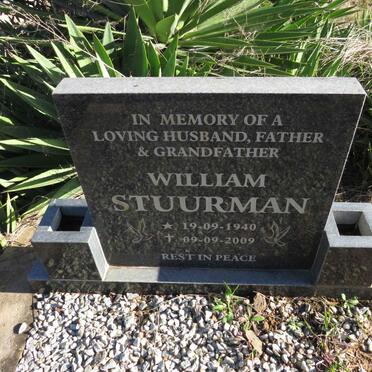 IN MEMORY OF A
LOVING HUSBAND, FATHER
& GRANDFATHER
WILLIAM
STUURMAN
★ 19-09-1940
✝ 09-09-2009
REST IN PEACE